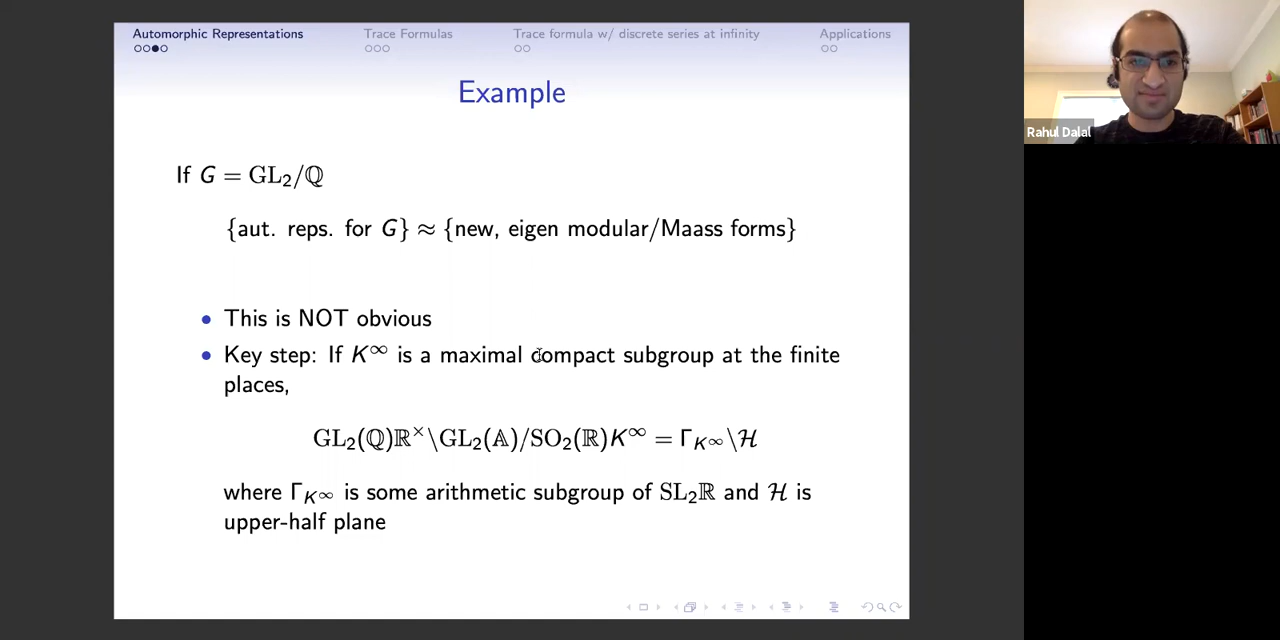 Automorphic Representations Trace Formulas Trace formula w/ discrete series at infinity Applications
Example
If G = GL₂/ℚ
{aut. reps. for G} ≈ {new, eigen modular/Maass forms}
• This is NOT obvious
• Key step: If K^∞ is a maximal compact subgroup at the finite
places,
GL₂(ℚ)ℝ^×\GL₂(𝔸)/SO₂(ℝ)K^∞ = Γ_{K^∞}\ℋ
where Γ_{K^∞} is some arithmetic subgroup of SL₂ℝ and ℋ is
upper-half plane
Rahul Dalal